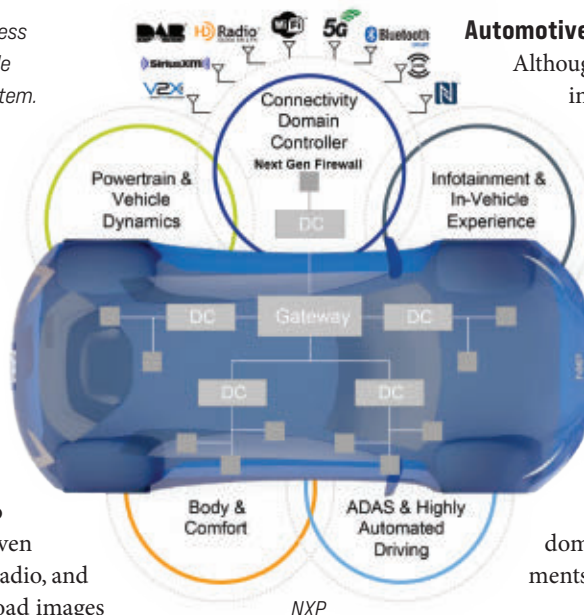 ess
le
tem.
DAB HD Radio WiFi 5G Bluetooth
SiriusXM
V2X N
Automotive
Althoug
in
Connectivity
Domain
Controller
Next Gen Firewall
DC
Powertrain &
Vehicle
Dynamics
Infotainment &
In-Vehicle
Experience
DC Gateway DC
DC DC
Body &
Comfort
ADAS & Highly
Automated
Driving
ven
adio, and
oad images
dom
ments
NXP